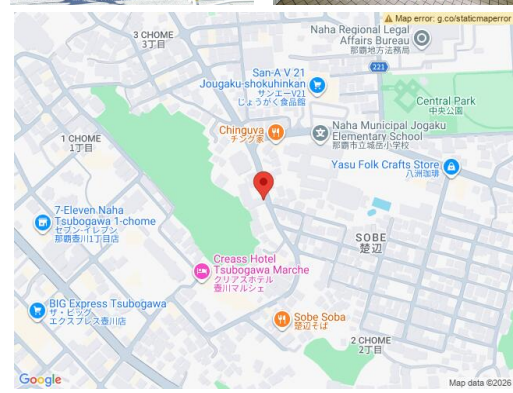 Map error: g.co/staticmaperror
3 CHOME
3丁目
Naha Regional Legal
Affairs Bureau
那覇地方法務局
221
San-A V 21
Jougaku-shokuhinkan
サンエーV21
じょうがく食品館
Central Park
中央公園
Chinguya
チング家
Naha Municipal Jogaku
Elementary School
那覇市立城岳小学校
1 CHOME
1丁目
Yasu Folk Crafts Store
八洲珈琲
7-Eleven Naha
Tsubogawa 1-chome
セブン-イレブン
那覇壺川1丁目店
SOBE
楚辺
Creass Hotel
Tsubogawa Marche
クリアスホテル
壺川マルシェ
BIG Express Tsubogawa
ザ・ビッグ
エクスプレス壺川店
Sobe Soba
楚辺そば
2 CHOME
2丁目
Google
Map data ©2026